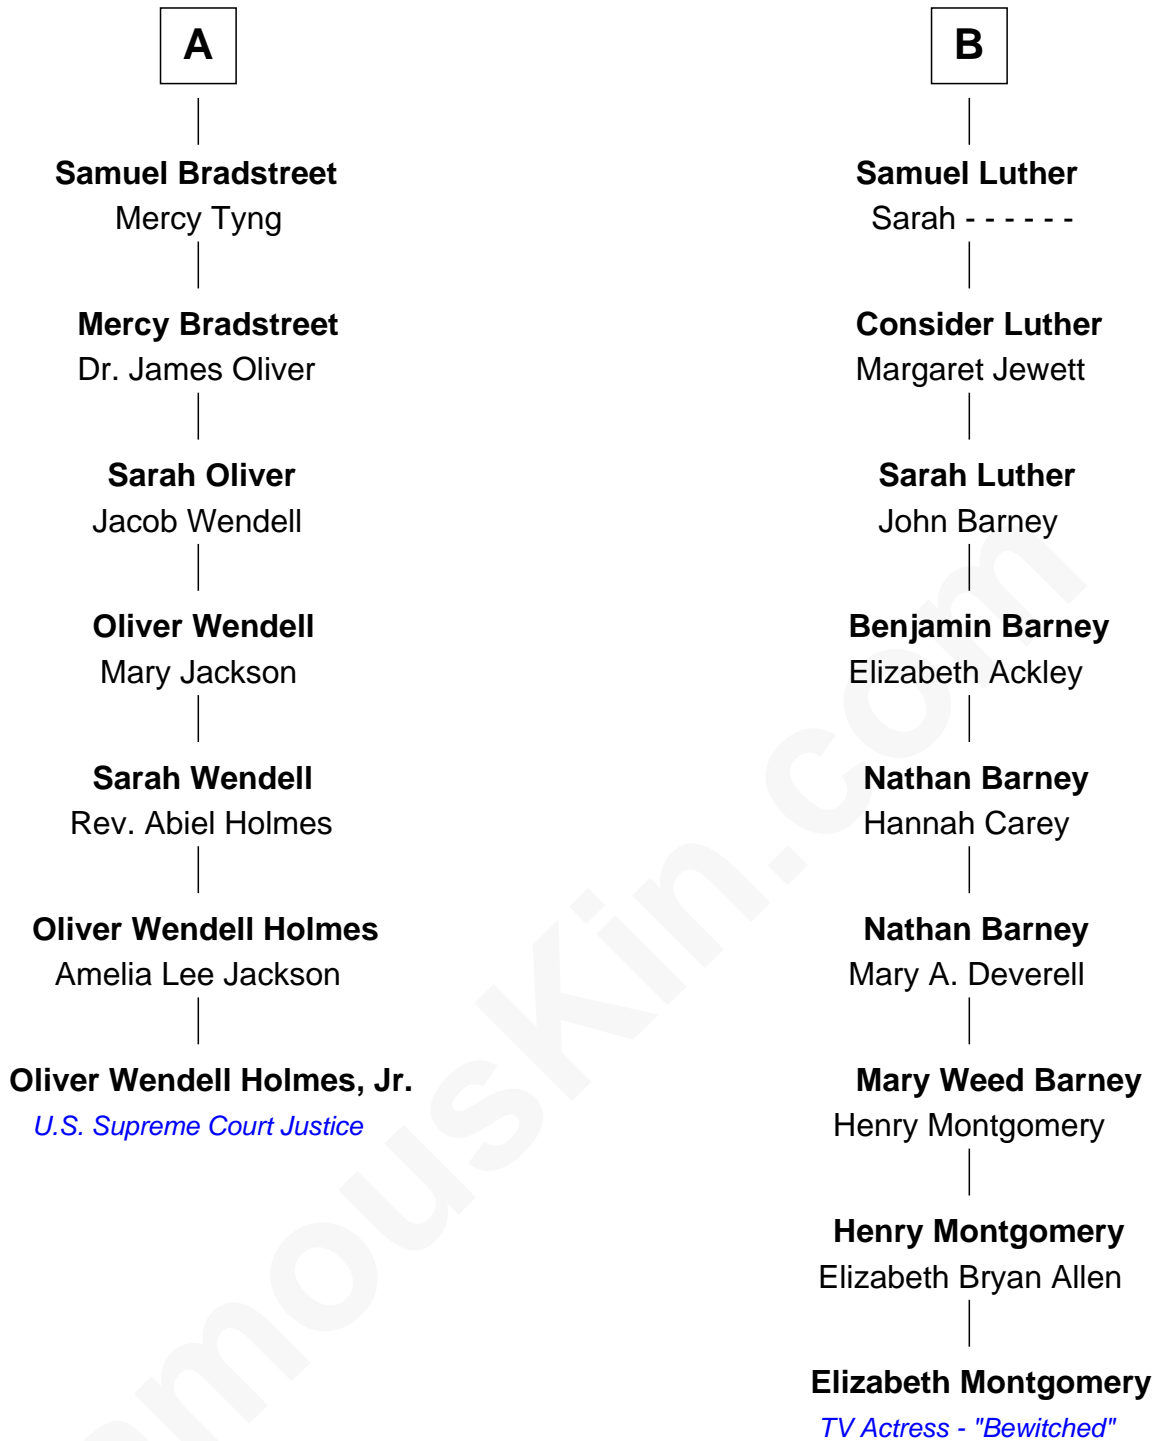 A
Samuel Bradstreet
Mercy Tyng
Mercy Bradstreet
Dr. James Oliver
Sarah Oliver
Jacob Wendell
Oliver Wendell
Mary Jackson
Sarah Wendell
Rev. Abiel Holmes
Oliver Wendell Holmes
Amelia Lee Jackson
Oliver Wendell Holmes, Jr.
U.S. Supreme Court Justice
B
Samuel Luther
Sarah - - - - - -
Consider Luther
Margaret Jewett
Sarah Luther
John Barney
Benjamin Barney
Elizabeth Ackley
Nathan Barney
Hannah Carey
Nathan Barney
Mary A. Deverell
Mary Weed Barney
Henry Montgomery
Henry Montgomery
Elizabeth Bryan Allen
Elizabeth Montgomery
TV Actress - "Bewitched"
amouskin.com